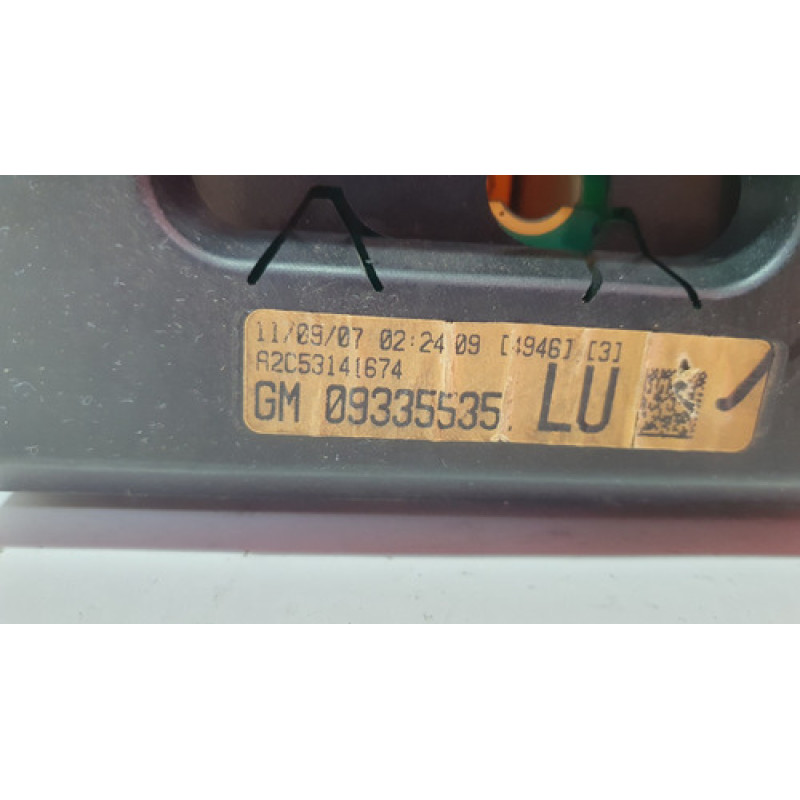 11/09/07 02:24:09 [4946] [3]
A2C53141674
GM 09335535 LU